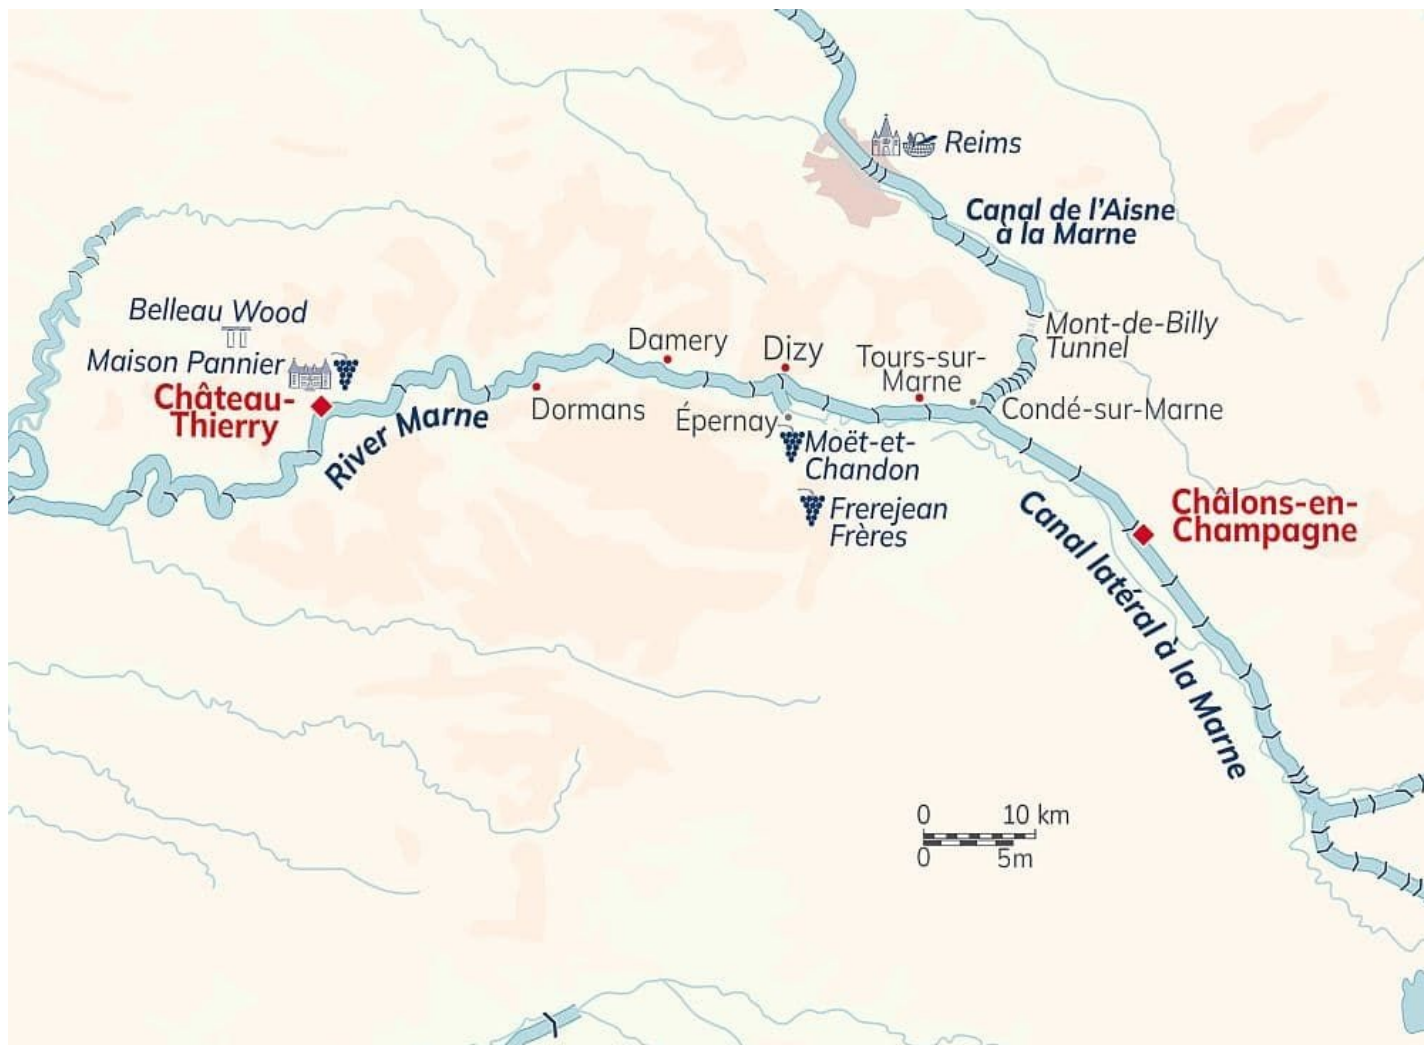 Reims
Canal de l'Aisne
à la Marne
Belleau Wood
Maison Pannier
Château-
Thierry
River Marne
Dormans
Damery
Dizy
Épernay
Moët-et-
Chandon
Frerejean
Frères
Tours-sur-
Marne
Mont-de-Billy
Tunnel
Condé-sur-Marne
Châlons-en-
Champagne
Canal latéral à la Marne
0 10 km
0 5m